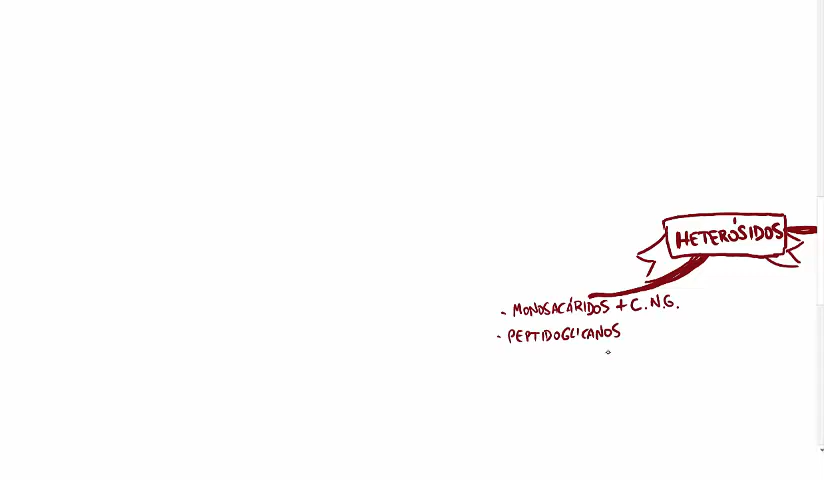 HETERÓSIDOS
- MONOSACÁRIDOS + C.N.G.
- PEPTIDOGLICANOS